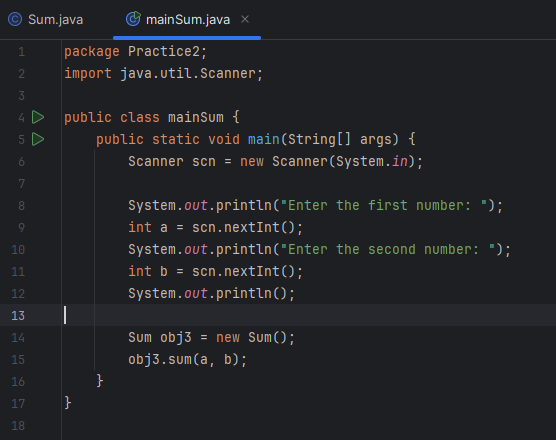 Sum.java mainSum.java ×
1 package Practice2;
2 import java.util.Scanner;
3
4 public class mainSum {
5     public static void main(String[] args) {
6         Scanner scn = new Scanner(System.in);
7
8         System.out.println("Enter the first number: ");
9         int a = scn.nextInt();
10         System.out.println("Enter the second number: ");
11         int b = scn.nextInt();
12         System.out.println();
13
14         Sum obj3 = new Sum();
15         obj3.sum(a, b);
16     }
17 }
18